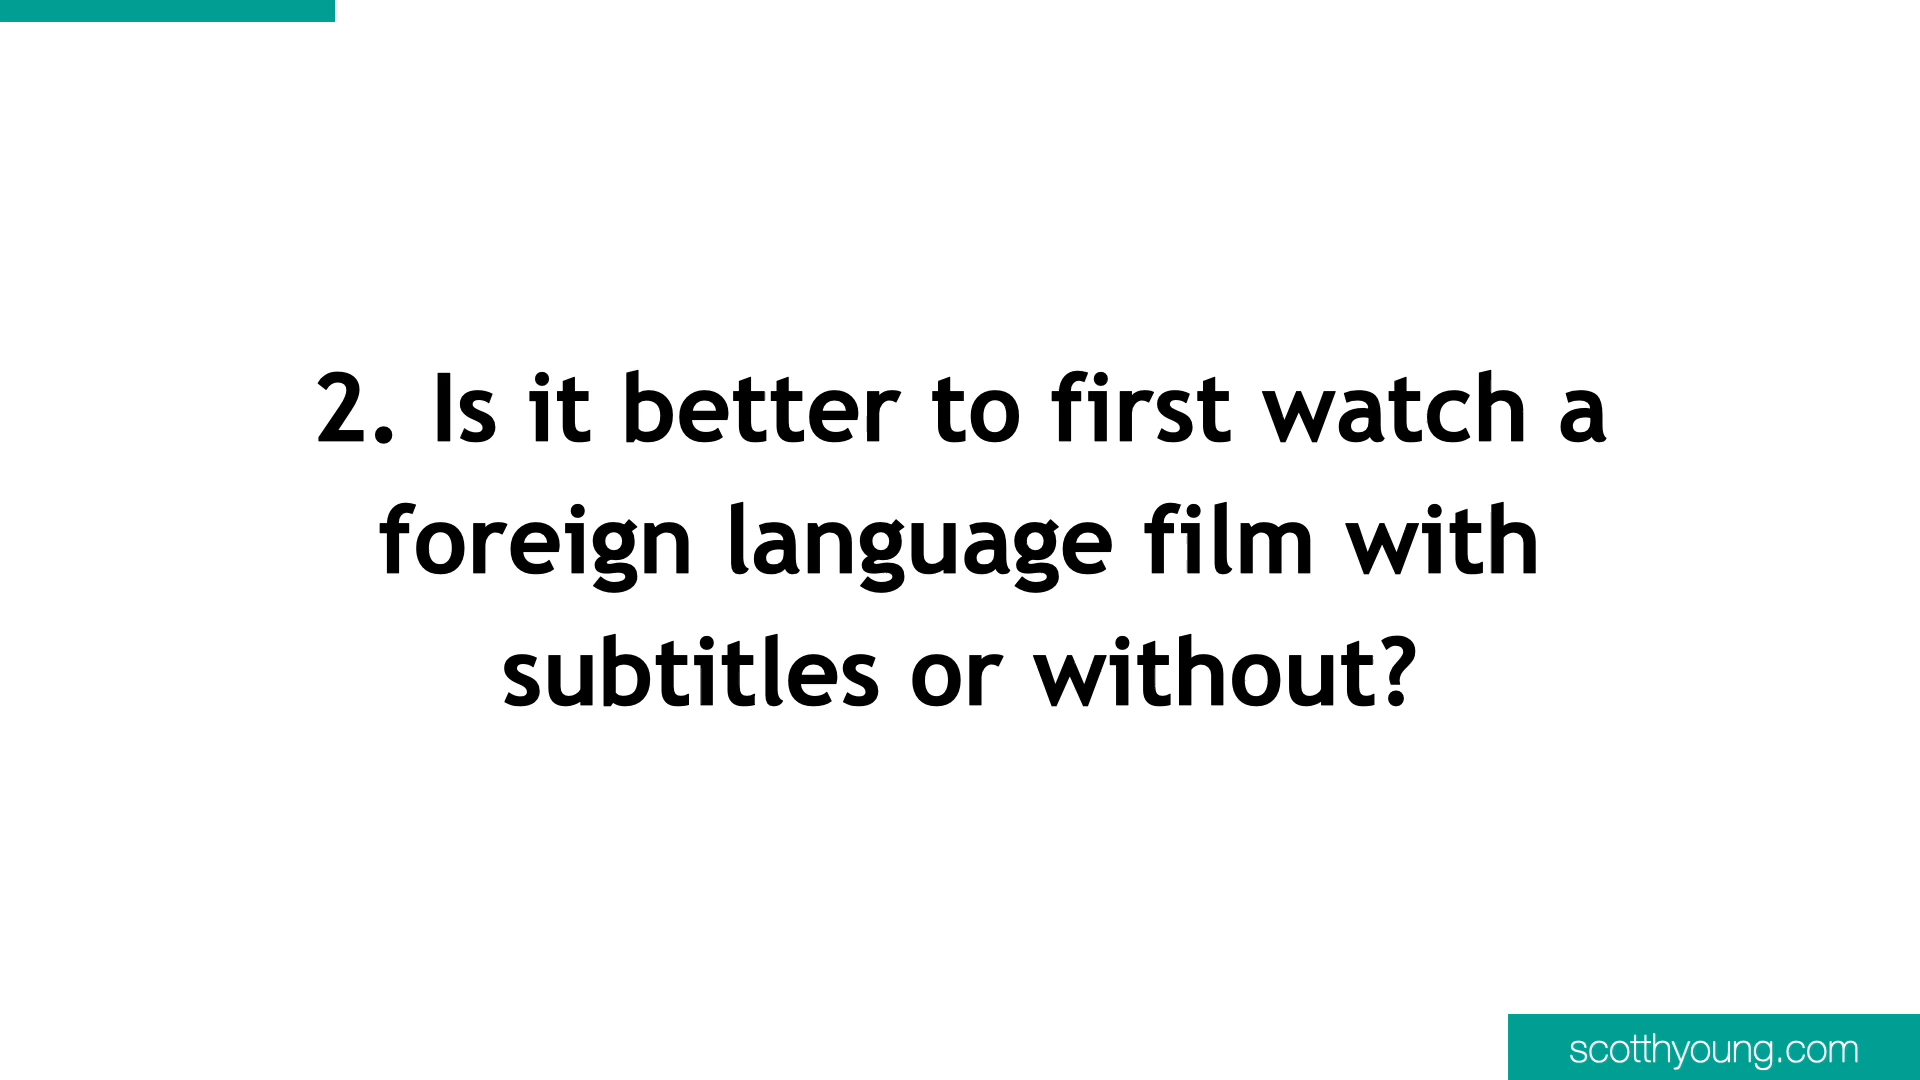 2. Is it better to first watch a
foreign language film with
subtitles or without?
scotthyoung.com